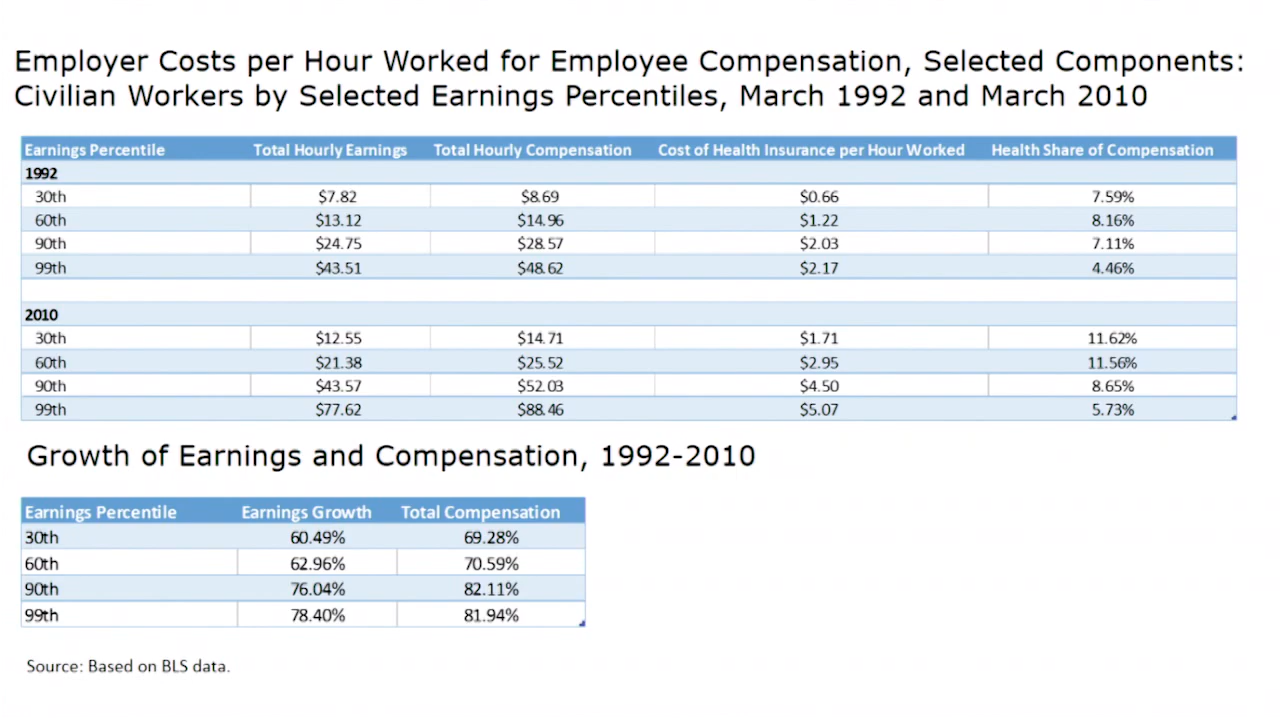 Employer Costs per Hour Worked for Employee Compensation, Selected Components:
Civilian Workers by Selected Earnings Percentiles, March 1992 and March 2010
Earnings Percentile Total Hourly Earnings Total Hourly Compensation Cost of Health Insurance per Hour Worked Health Share of Compensation
1992
30th $7.82 $8.69 $0.66 7.59%
60th $13.12 $14.96 $1.22 8.16%
90th $24.75 $28.57 $2.03 7.11%
99th $43.51 $48.62 $2.17 4.46%
2010
30th $12.55 $14.71 $1.71 11.62%
60th $21.38 $25.52 $2.95 11.56%
90th $43.57 $52.03 $4.50 8.65%
99th $77.62 $88.46 $5.07 5.73%
Growth of Earnings and Compensation, 1992-2010
Earnings Percentile Earnings Growth Total Compensation
30th 60.49% 69.28%
60th 62.96% 70.59%
90th 76.04% 82.11%
99th 78.40% 81.94%
Source: Based on BLS data.